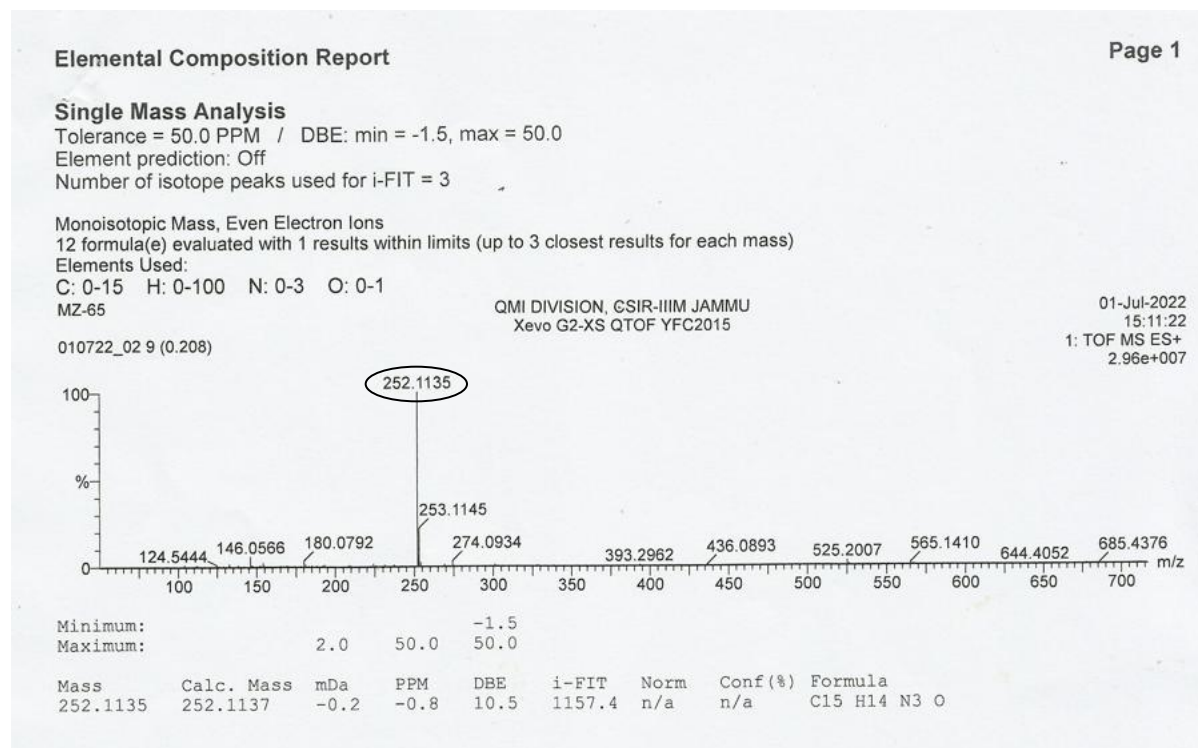 Elemental Composition Report
Page 1
Single Mass Analysis
Tolerance = 50.0 PPM / DBE: min = -1.5, max = 50.0
Element prediction: Off
Number of isotope peaks used for i-FIT = 3
Monoisotopic Mass, Even Electron Ions
12 formula(e) evaluated with 1 results within limits (up to 3 closest results for each mass)
Elements Used:
C: 0-15 H: 0-100 N: 0-3 O: 0-1
MZ-65
QMI DIVISION, CSIR-IIIM JAMMU
Xevo G2-XS QTOF YFC2015
01-Jul-2022
15:11:22
010722_02 9 (0.208)
1: TOF MS ES+
2.96e+007
252.1135
100
%
253.1145
124.5444 146.0566 180.0792 274.0934 393.2962 436.0893 525.2007 565.1410 644.4052 685.4376
0
m/z
100 150 200 250 300 350 400 450 500 550 600 650 700
Minimum: -1.5
Maximum: 2.0 50.0 50.0
Mass Calc. Mass mDa PPM DBE i-FIT Norm Conf(%) Formula
252.1135 252.1137 -0.2 -0.8 10.5 1157.4 n/a n/a C15 H14 N3 O